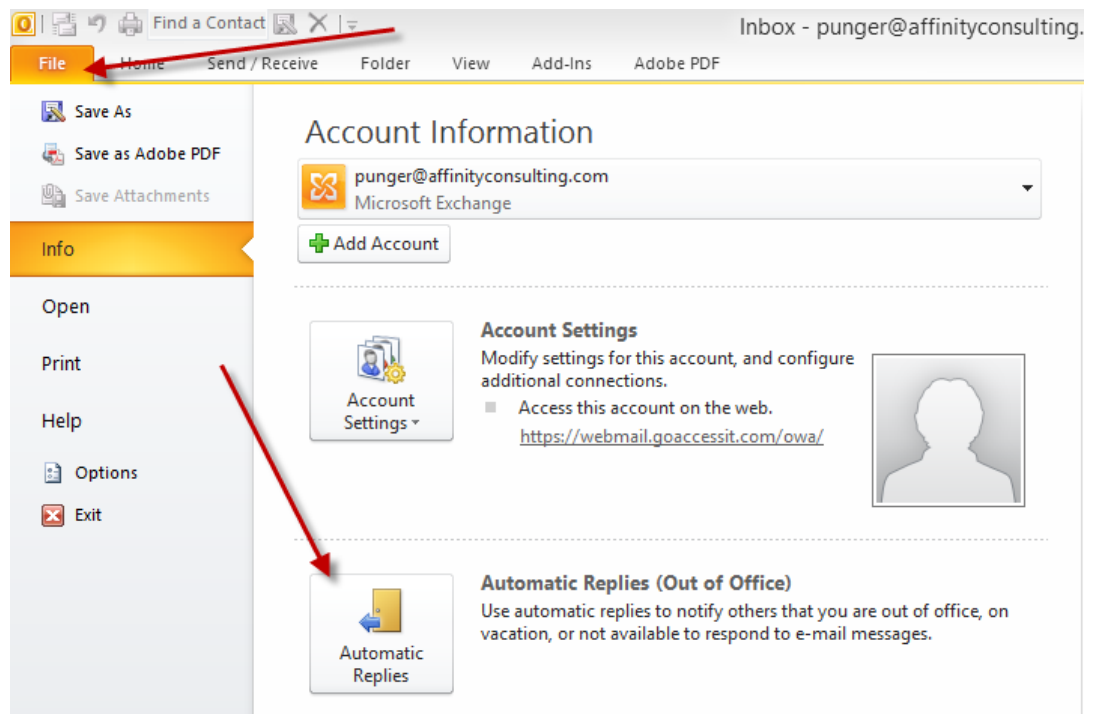 Find a Contact
Inbox - punger@affinityconsulting.
File Home Send / Receive Folder View Add-Ins Adobe PDF
Save As
Save as Adobe PDF
Save Attachments
Info
Open
Print
Help
Options
Exit
Account Information
punger@affinityconsulting.com
Microsoft Exchange
Add Account
Account
Settings
Account Settings
Modify settings for this account, and configure
additional connections.
Access this account on the web.
https://webmail.goaccessit.com/owa/
Automatic
Replies
Automatic Replies (Out of Office)
Use automatic replies to notify others that you are out of office, on
vacation, or not available to respond to e-mail messages.